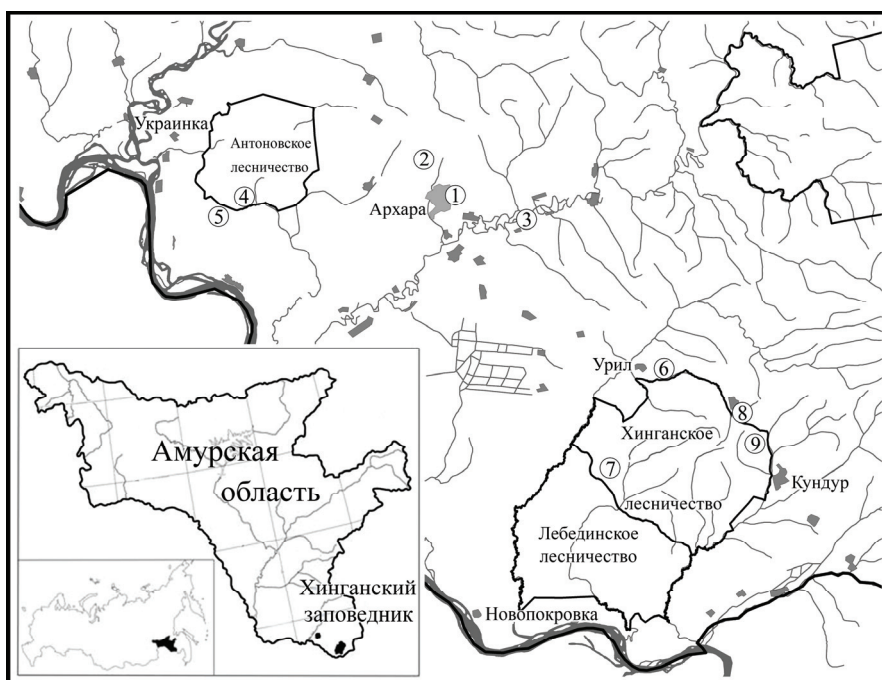 Украинка
Антоновское
лесничество
②
①
Архара
③
④
⑤
Урил
⑥
⑧
Хинганское
⑨
⑦
Кундур
лесничество
Лебединское
лесничество
Новопокровка
Амурская
область
Хинганский
заповедник